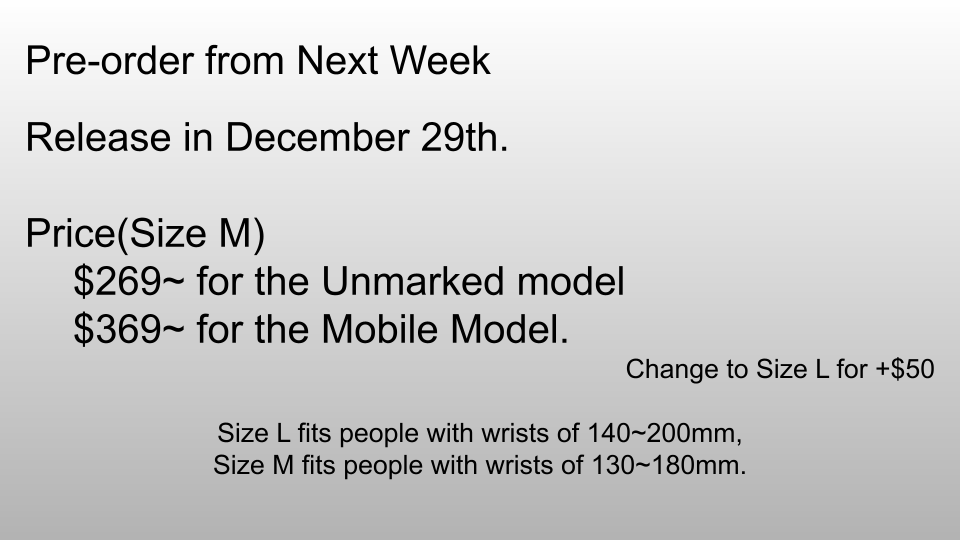 Pre-order from Next Week
Release in December 29th.
Price(Size M)
$269~ for the Unmarked model
$369~ for the Mobile Model.
Change to Size L for +$50
Size L fits people with wrists of 140~200mm,
Size M fits people with wrists of 130~180mm.